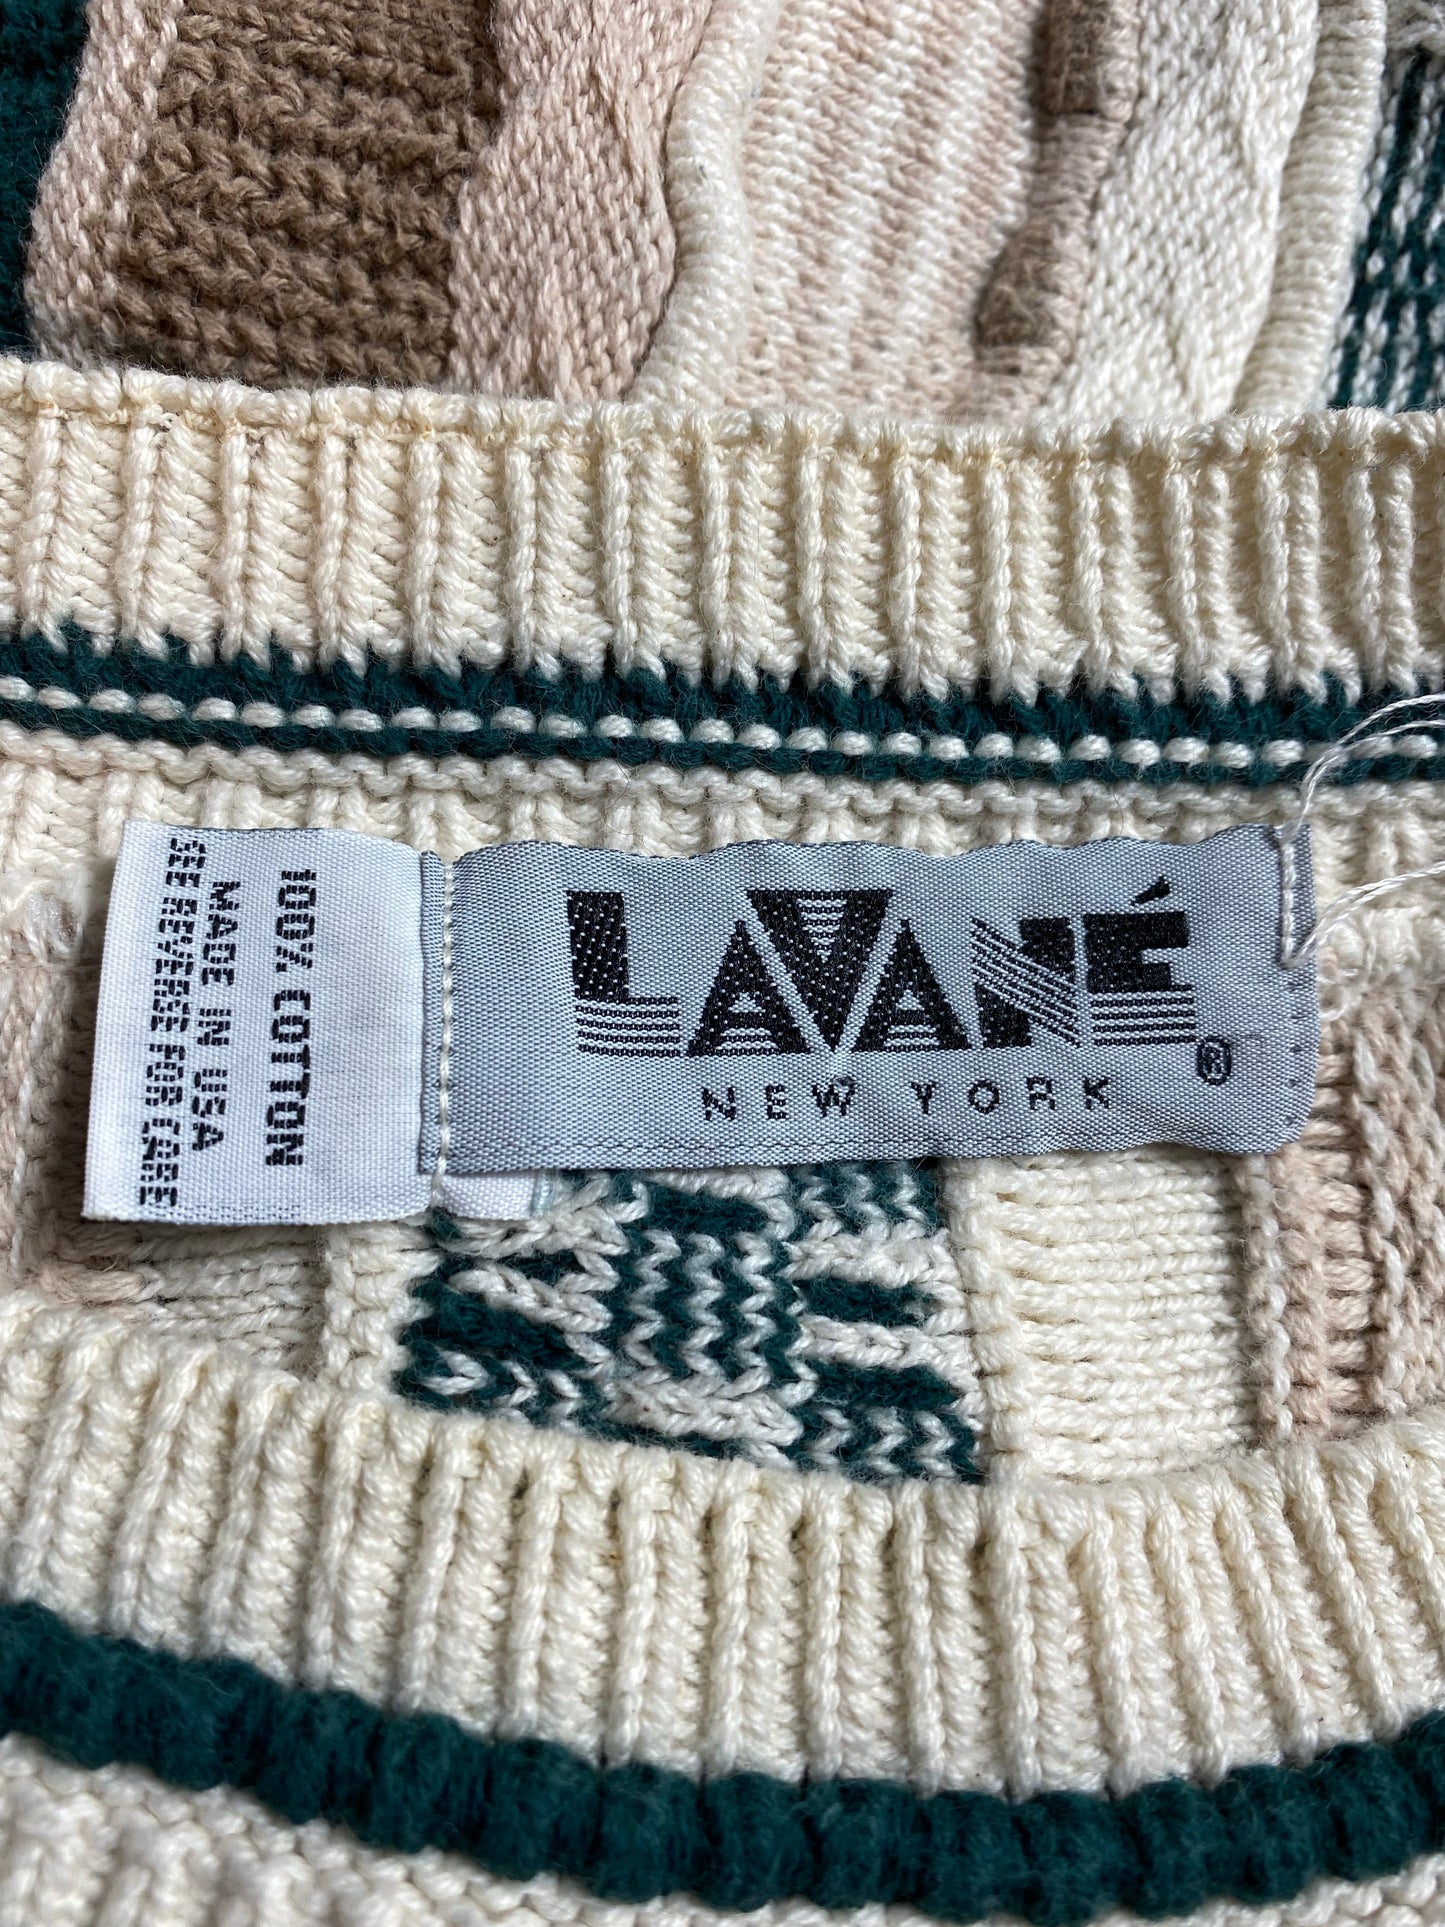 100% COTTON
MADE IN USA
SEE REVERSE FOR CARE
LAVANÉ
NEW YORK ®